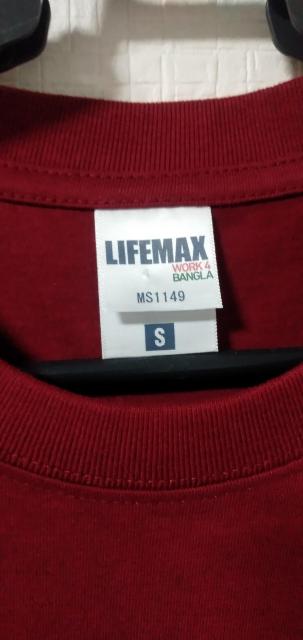 LIFEMAX
WORK 4
BANGLA
MS1149
S